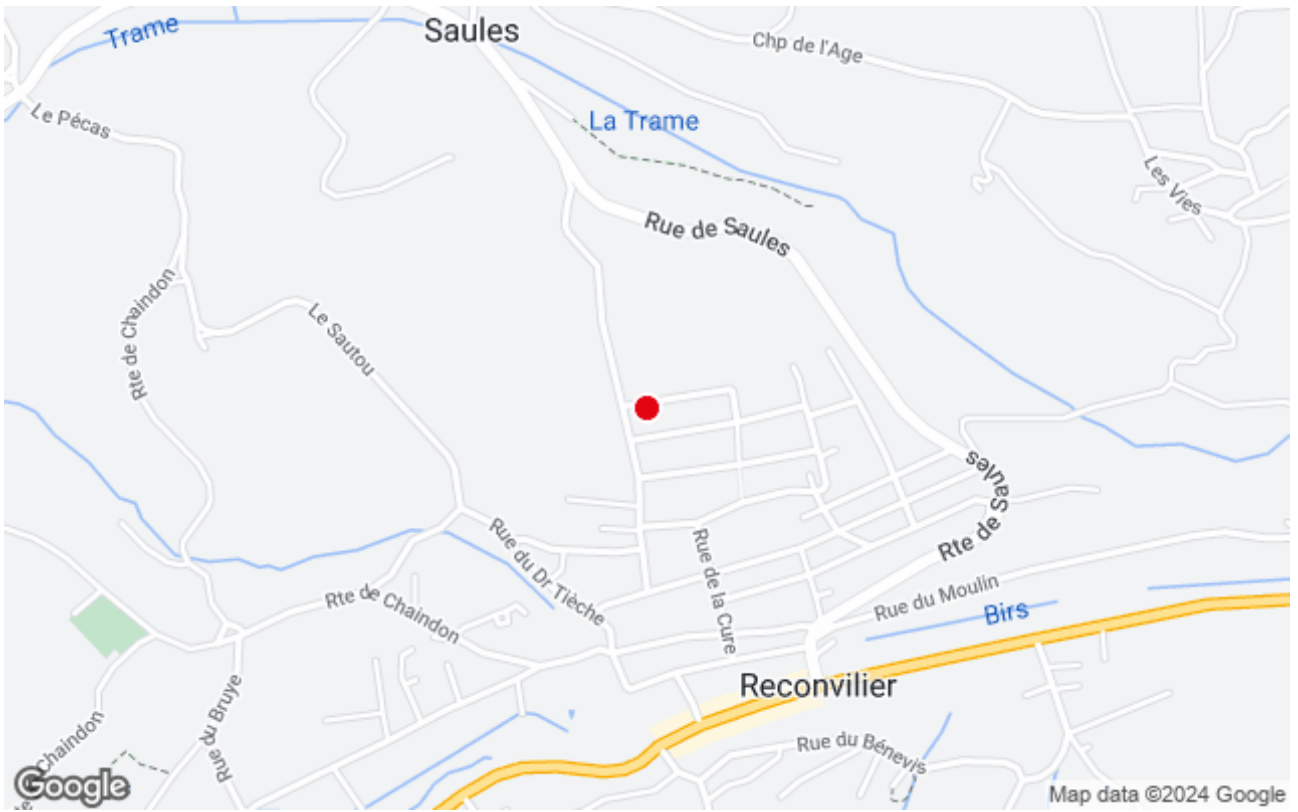 Saules
Trame
Chp de l'Age
Le Pécas
La Trame
Les Vies
Rue de Saules
Rte de Chaindon
Le Sautou
Rte de Saules
Rue du Dr Tièche
Rue de la Cure
Rte de Chaindon
Rue du Moulin
Birs
Reconvilier
Rue du Bruye
Chaindon
Rue du Bénevis
Google
Map data ©2024 Google